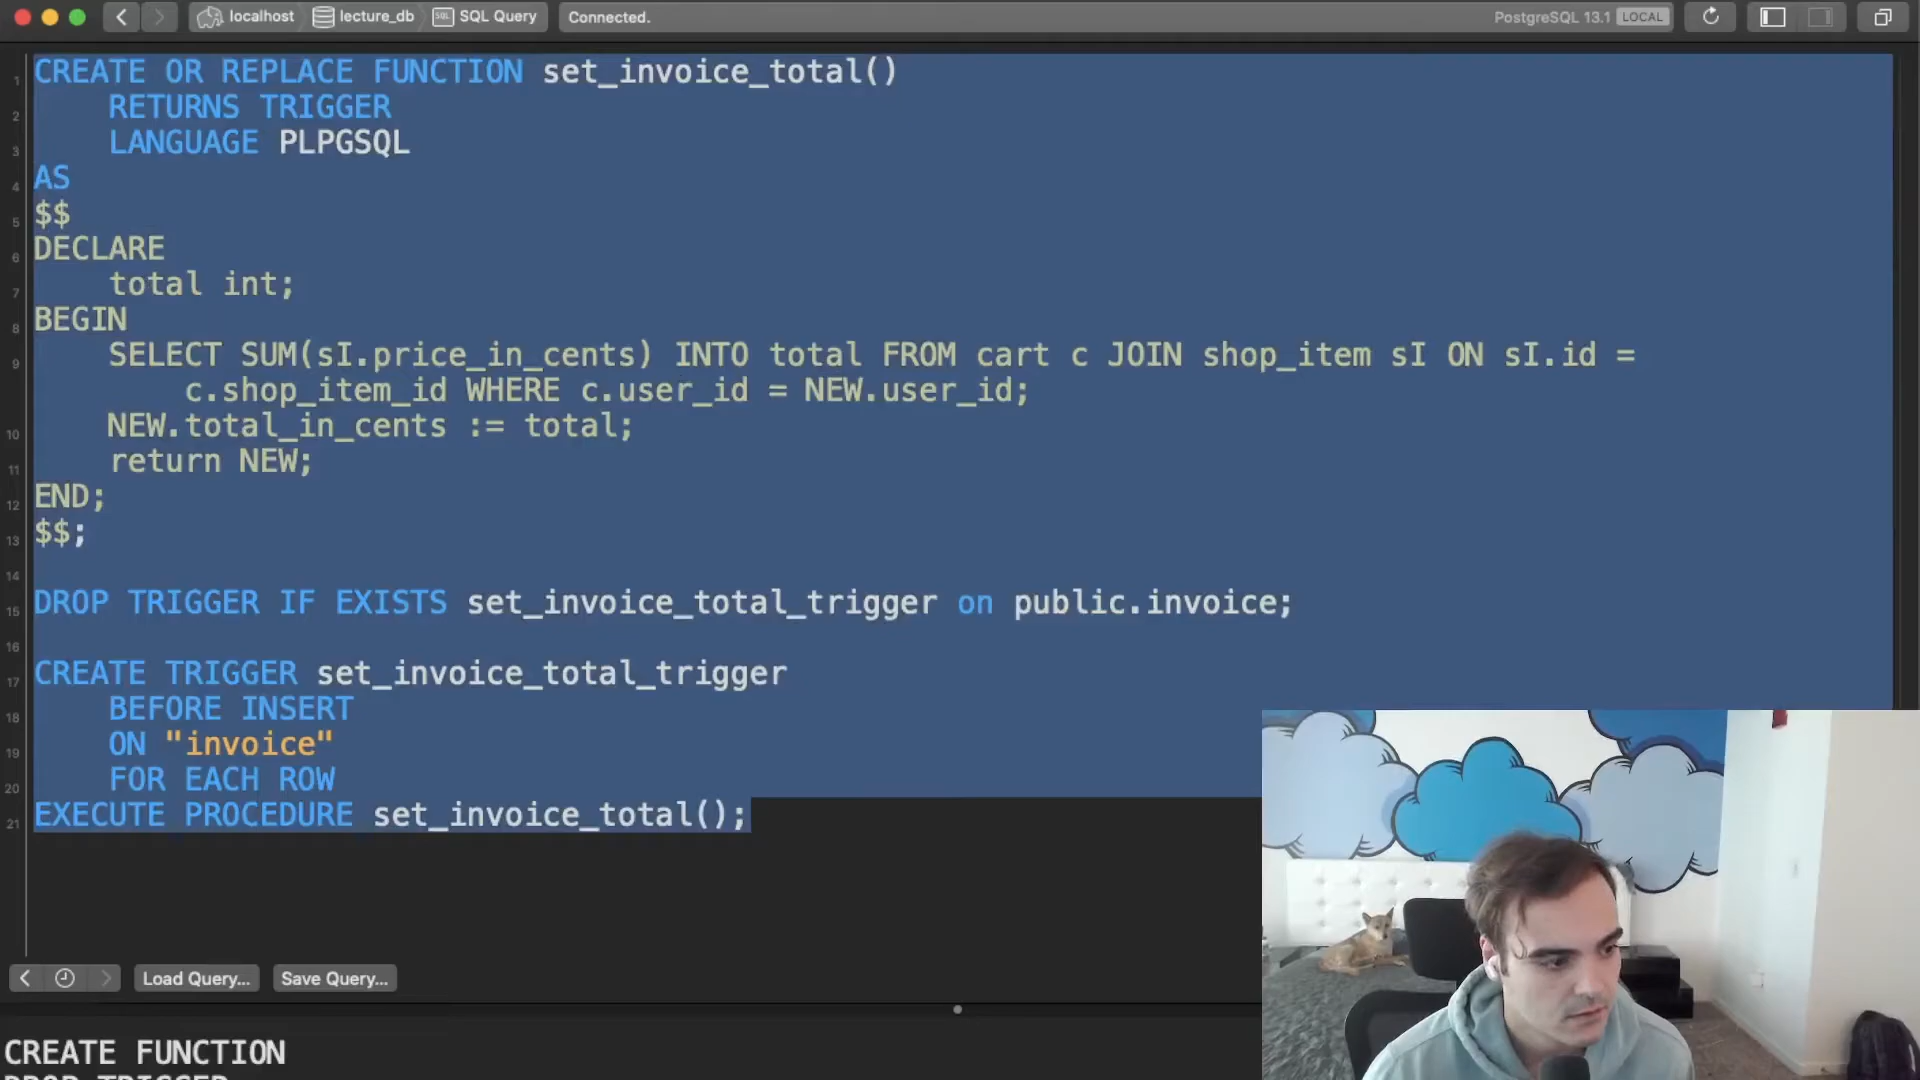 localhost lecture_db SQL SQL Query Connected. PostgreSQL 13.1 LOCAL
1 CREATE OR REPLACE FUNCTION set_invoice_total()
2 RETURNS TRIGGER
3 LANGUAGE PLPGSQL
4 AS
5 $$
6 DECLARE
7 total int;
8 BEGIN
9 SELECT SUM(sI.price_in_cents) INTO total FROM cart c JOIN shop_item sI ON sI.id =
c.shop_item_id WHERE c.user_id = NEW.user_id;
10 NEW.total_in_cents := total;
11 return NEW;
12 END;
13 $$;
14
15 DROP TRIGGER IF EXISTS set_invoice_total_trigger on public.invoice;
16
17 CREATE TRIGGER set_invoice_total_trigger
18 BEFORE INSERT
19 ON "invoice"
20 FOR EACH ROW
21 EXECUTE PROCEDURE set_invoice_total();
Load Query... Save Query...
CREATE FUNCTION
DROP TRIGGER